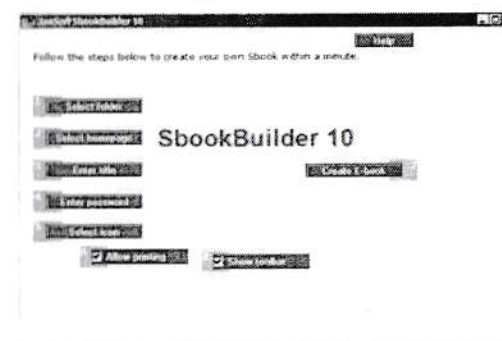 SbookBuilder 10
Help
Follow the steps below to create your own Sbook within a minute.
Select folder
Select homepage
SbookBuilder 10
Enter title
Create E-book
Enter password
Select icon
Allow printing
Show toolbar